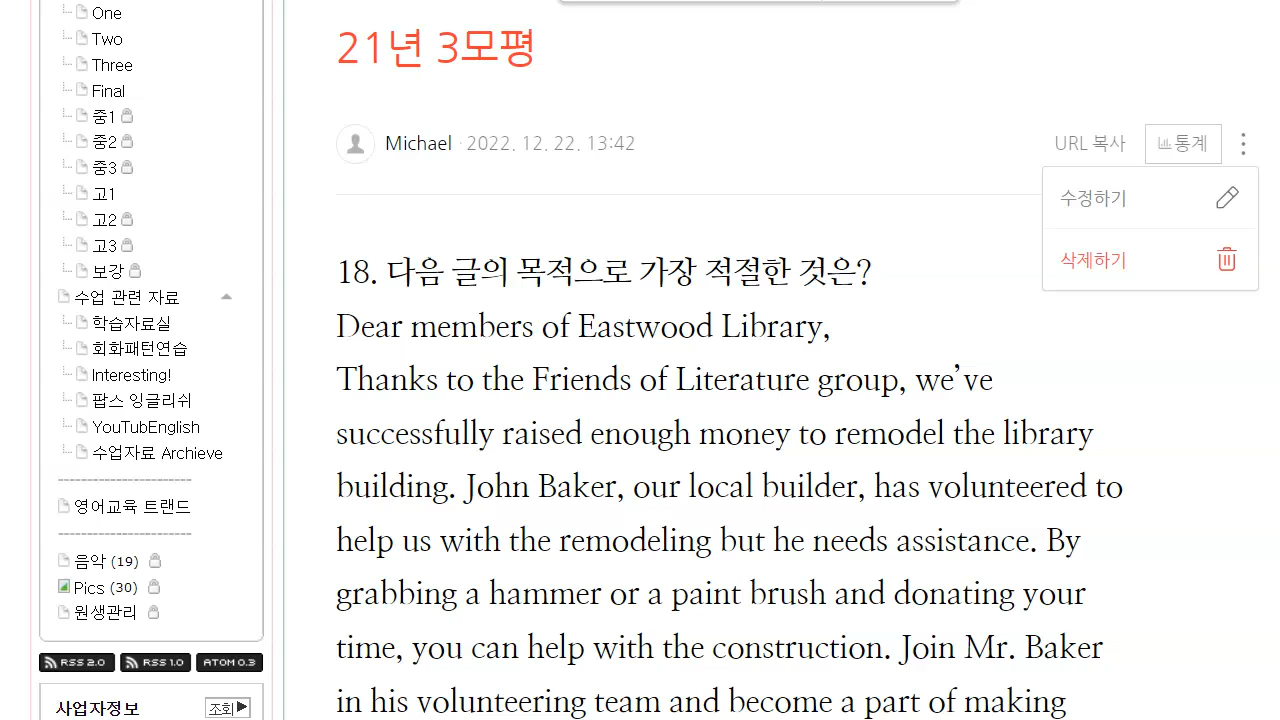 One
Two
Three
Final
중1
중2
중3
고1
고2
고3
보강
수업 관련 자료
학습자료실
회화패턴연습
Interesting!
팝스 잉글리쉬
YouTubEnglish
수업자료 Archieve
영어교육 트랜드
음악 (19)
Pics (30)
원생관리
RSS 2.0 RSS 1.0 ATOM 0.3
사업자정보 조회▶
21년 3모평
Michael · 2022. 12. 22. 13:42
URL 복사 통계
수정하기
삭제하기
18. 다음 글의 목적으로 가장 적절한 것은?
Dear members of Eastwood Library,
Thanks to the Friends of Literature group, we’ve
successfully raised enough money to remodel the library
building. John Baker, our local builder, has volunteered to
help us with the remodeling but he needs assistance. By
grabbing a hammer or a paint brush and donating your
time, you can help with the construction. Join Mr. Baker
in his volunteering team and become a part of making